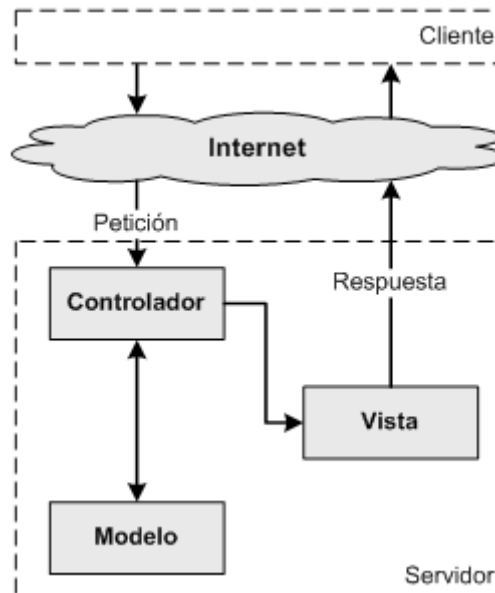 Cliente
Internet
Petición
Respuesta
Controlador
Vista
Modelo
Servidor